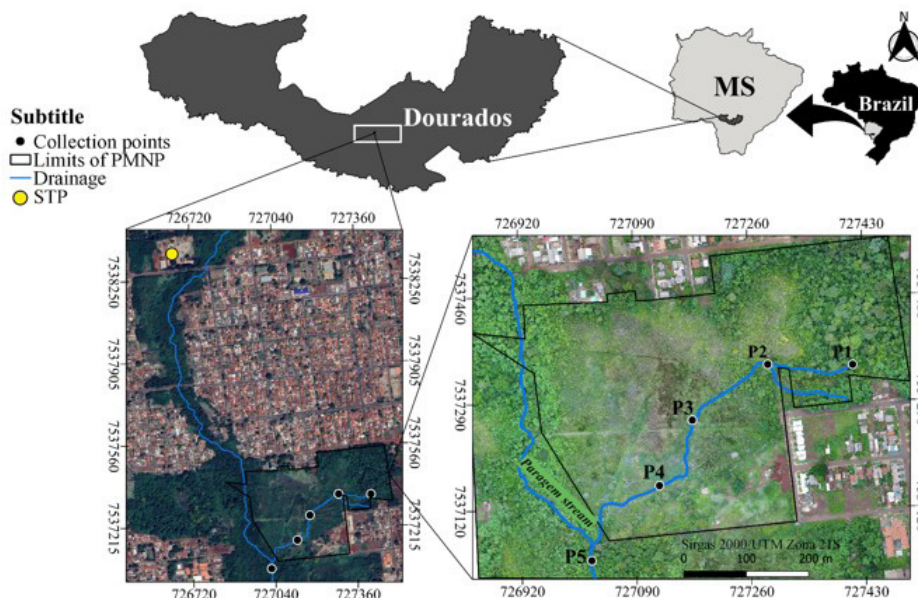 N
MS
Brazil
Dourados
Subtitle
Collection points
Limits of PMNP
Drainage
STP
726720 727040 727360
7538250 7538250
7537905 7537905
7537560 7537560
7537215 7537215
726720 727040 727360
726920 727090 727260 727430
7537460
7537290
7537120
P1
P2
P3
P4
P5
Paragem stream
Sirgas 2000/UTM Zona 21S
0 100 200 m
726920 727090 727260 727430